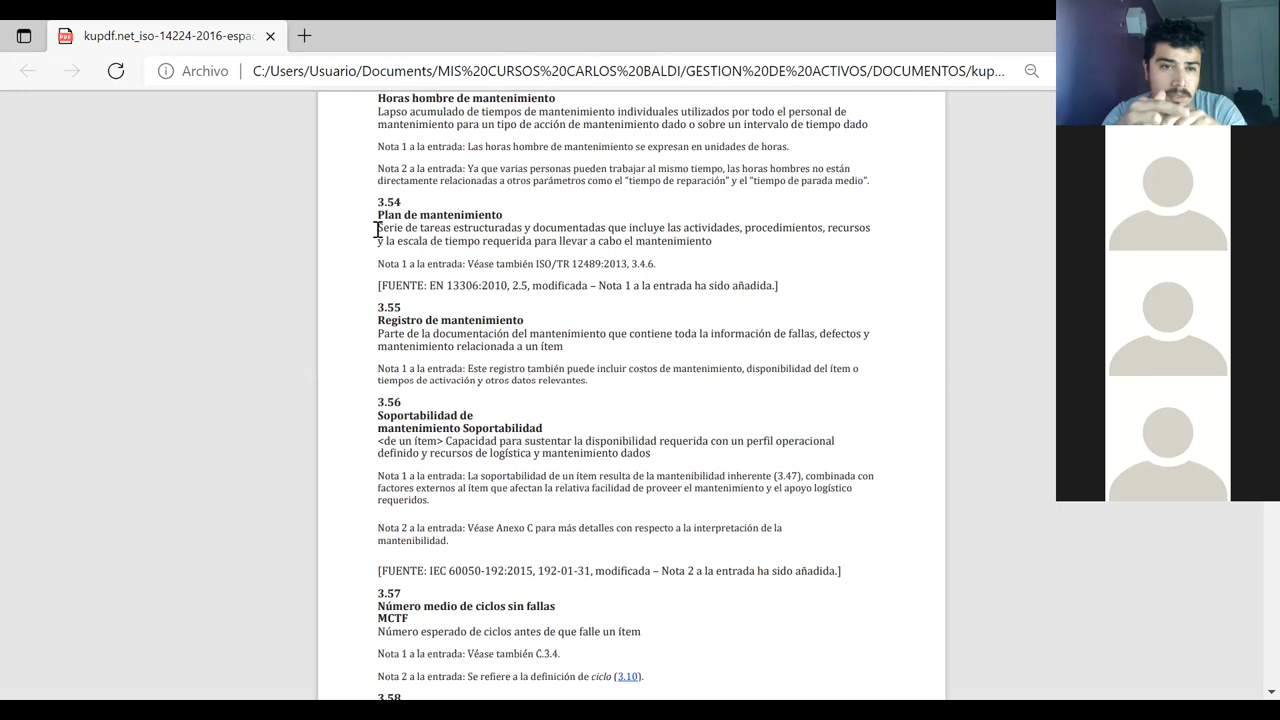 kupdf.net_iso-14224-2016-espa
Archivo
C:/Users/Usuario/Documents/MIS%20CURSOS%20CARLOS%20BALDI/GESTION%20DE%20ACTIVOS/DOCUMENTOS/kup...
Horas hombre de mantenimiento
Lapso acumulado de tiempos de mantenimiento individuales utilizados por todo el personal de
mantenimiento para un tipo de acción de mantenimiento dado o sobre un intervalo de tiempo dado
Nota 1 a la entrada: Las horas hombre de mantenimiento se expresan en unidades de horas.
Nota 2 a la entrada: Ya que varias personas pueden trabajar al mismo tiempo, las horas hombres no están
directamente relacionadas a otros parámetros como el “tiempo de reparación” y el “tiempo de parada medio”.
3.54
Plan de mantenimiento
Serie de tareas estructuradas y documentadas que incluye las actividades, procedimientos, recursos
y la escala de tiempo requerida para llevar a cabo el mantenimiento
Nota 1 a la entrada: Véase también ISO/TR 12489:2013, 3.4.6.
[FUENTE: EN 13306:2010, 2.5, modificada – Nota 1 a la entrada ha sido añadida.]
3.55
Registro de mantenimiento
Parte de la documentación del mantenimiento que contiene toda la información de fallas, defectos y
mantenimiento relacionada a un ítem
Nota 1 a la entrada: Este registro también puede incluir costos de mantenimiento, disponibilidad del ítem o
tiempos de activación y otros datos relevantes.
3.56
Soportabilidad de
mantenimiento Soportabilidad
<de un ítem> Capacidad para sustentar la disponibilidad requerida con un perfil operacional
definido y recursos de logística y mantenimiento dados
Nota 1 a la entrada: La soportabilidad de un ítem resulta de la mantenibilidad inherente (3.47), combinada con
factores externos al ítem que afectan la relativa facilidad de proveer el mantenimiento y el apoyo logístico
requeridos.
Nota 2 a la entrada: Véase Anexo C para más detalles con respecto a la interpretación de la
mantenibilidad.
[FUENTE: IEC 60050-192:2015, 192-01-31, modificada – Nota 2 a la entrada ha sido añadida.]
3.57
Número medio de ciclos sin fallas
MCTF
Número esperado de ciclos antes de que falle un ítem
Nota 1 a la entrada: Véase también C.3.4.
Nota 2 a la entrada: Se refiere a la definición de ciclo (3.10).
3.58